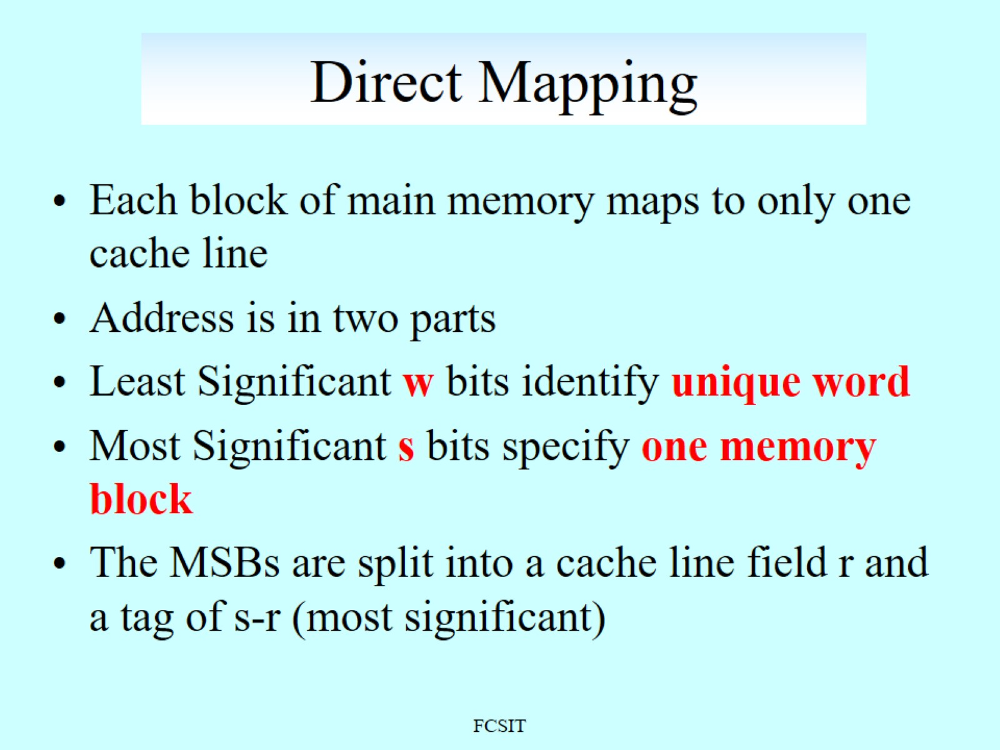 Direct Mapping
• Each block of main memory maps to only one
cache line
• Address is in two parts
• Least Significant w bits identify unique word
• Most Significant s bits specify one memory
block
• The MSBs are split into a cache line field r and
a tag of s-r (most significant)
FCSIT